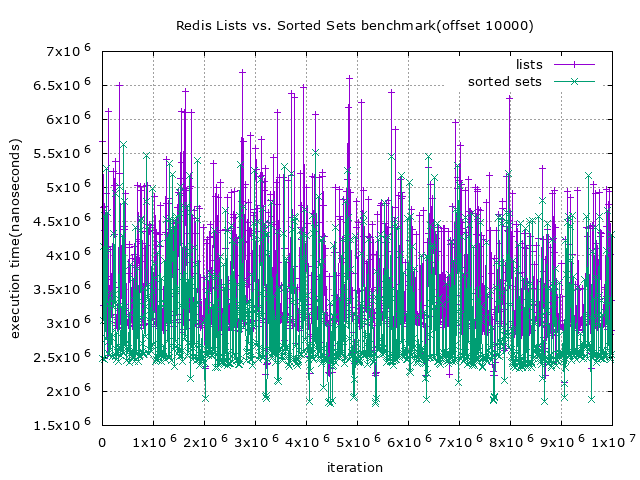 Redis Lists vs. Sorted Sets benchmark(offset 10000)
lists
sorted sets
execution time(nanoseconds)
7x10^6
6.5x10^6
6x10^6
5.5x10^6
5x10^6
4.5x10^6
4x10^6
3.5x10^6
3x10^6
2.5x10^6
2x10^6
1.5x10^6
0 1x10^6 2x10^6 3x10^6 4x10^6 5x10^6 6x10^6 7x10^6 8x10^6 9x10^6 1x10^7
iteration